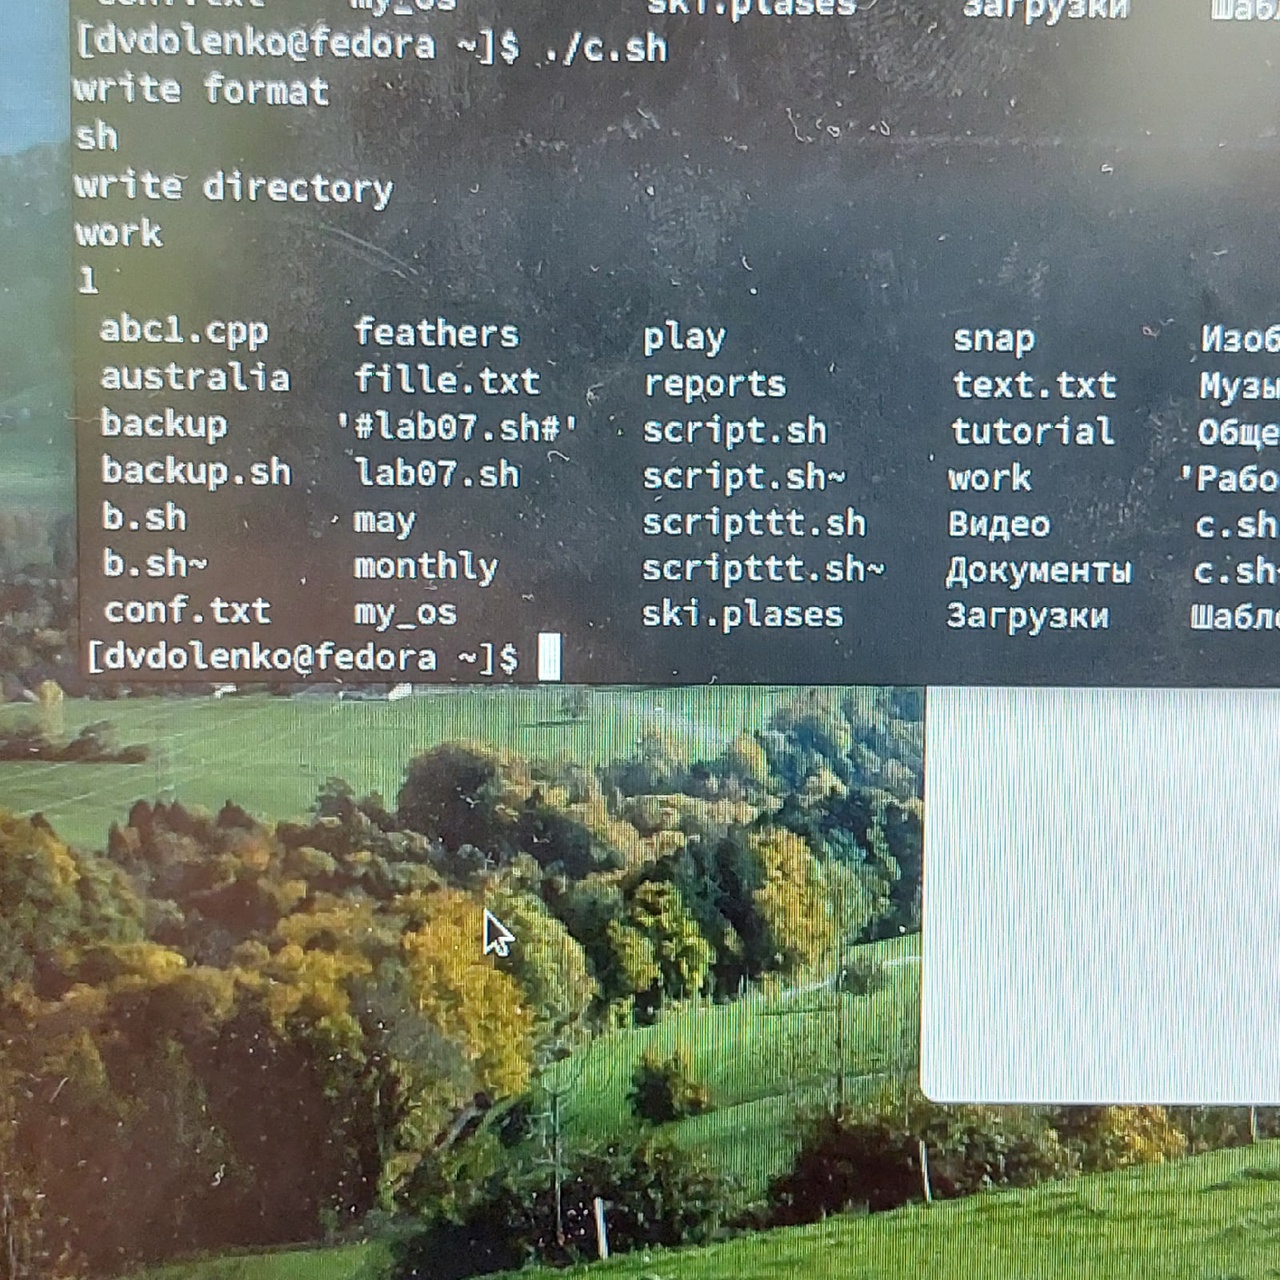 conf.txt my_os ski.plases Загрузки
[dvdolenko@fedora ~]$ ./c.sh
write format
sh
write directory
work
1
abc1.cpp feathers play snap Изоб
australia fille.txt reports text.txt Музы
backup '#lab07.sh#' script.sh tutorial Обще
backup.sh lab07.sh script.sh~ work 'Рабо
b.sh may scripttt.sh Видео c.sh
b.sh~ monthly scripttt.sh~ Документы c.sh~
conf.txt my_os ski.plases Загрузки Шабло
[dvdolenko@fedora ~]$